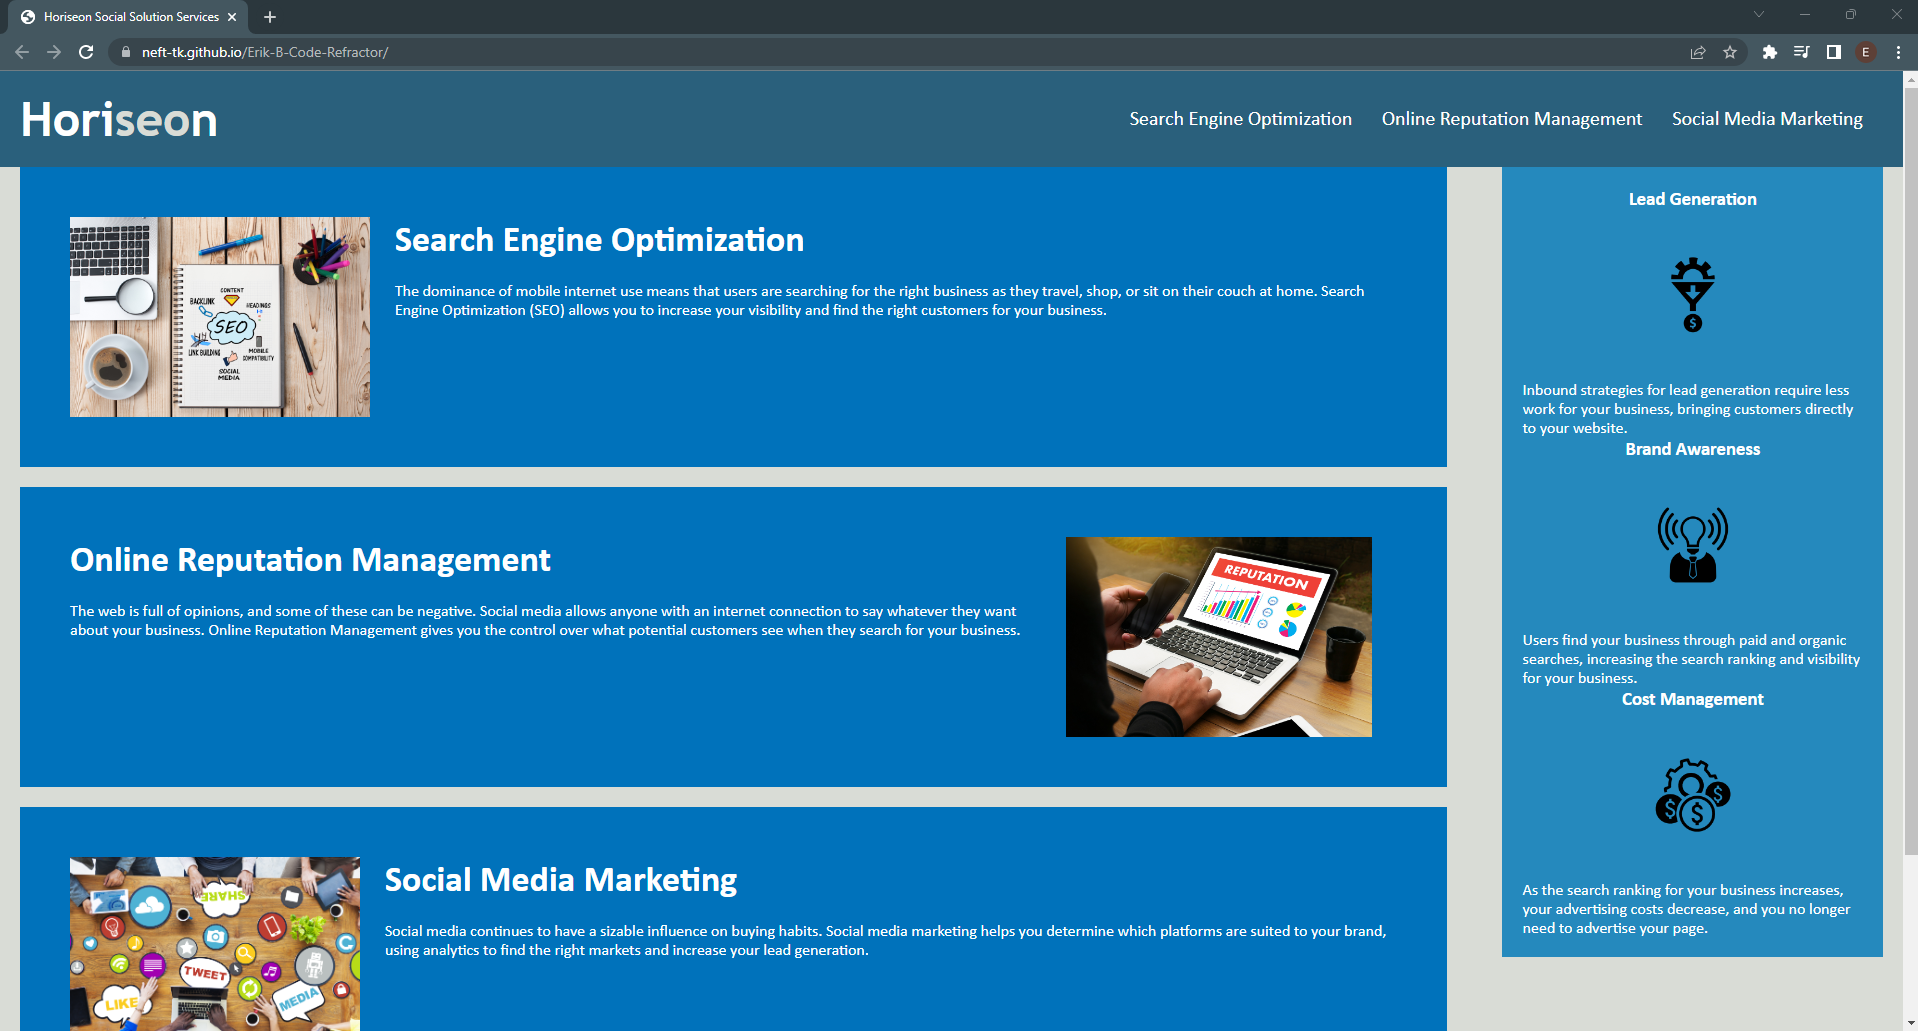 Horiseon Social Solution Services
neft-tk.github.io/Erik-B-Code-Refractor/
E
Horiseon
Search Engine Optimization
Online Reputation Management
Social Media Marketing
Search Engine Optimization
The dominance of mobile internet use means that users are searching for the right business as they travel, shop, or sit on their couch at home. Search
Engine Optimization (SEO) allows you to increase your visibility and find the right customers for your business.
CONTENT
BACKLINK
HEADINGS
SEO
LINK BUILDING
MOBILE
COMPATIBILITY
SOCIAL
MEDIA
Online Reputation Management
The web is full of opinions, and some of these can be negative. Social media allows anyone with an internet connection to say whatever they want
about your business. Online Reputation Management gives you the control over what potential customers see when they search for your business.
REPUTATION
Social Media Marketing
Social media continues to have a sizable influence on buying habits. Social media marketing helps you determine which platforms are suited to your brand,
using analytics to find the right markets and increase your lead generation.
SHARE
TWEET
LIKE
MEDIA
Lead Generation
$
Inbound strategies for lead generation require less
work for your business, bringing customers directly
to your website.
Brand Awareness
Users find your business through paid and organic
searches, increasing the search ranking and visibility
for your business.
Cost Management
$ $ $
As the search ranking for your business increases,
your advertising costs decrease, and you no longer
need to advertise your page.